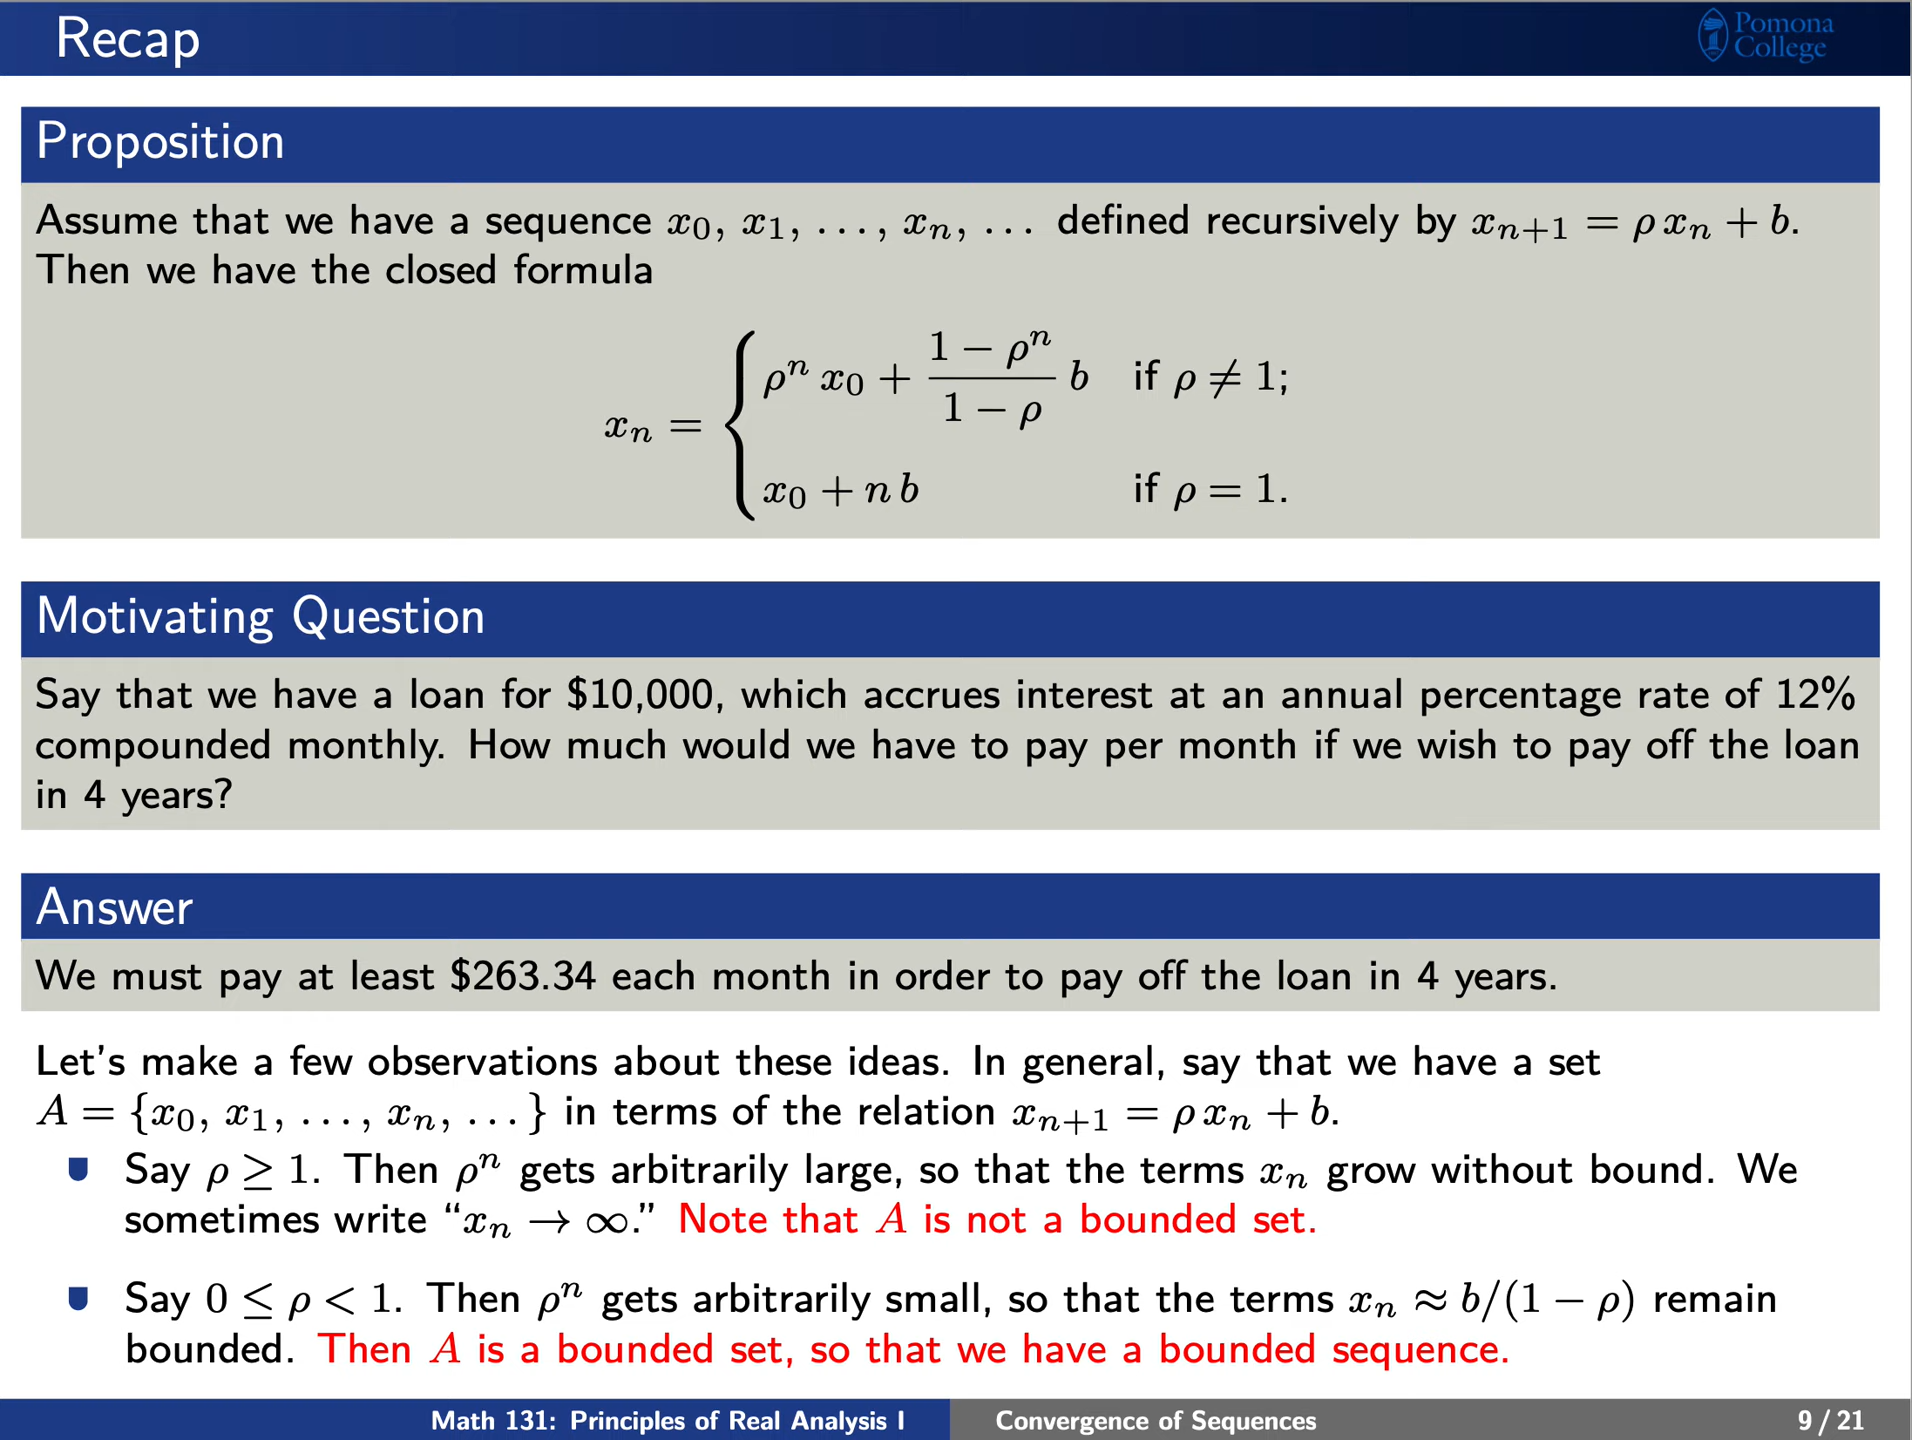 Recap
Pomona
College
Proposition
Assume that we have a sequence x₀, x₁, . . . , xₙ, . . . defined recursively by xₙ₊₁ = ρ xₙ + b.
Then we have the closed formula
xₙ = { ρⁿ x₀ + (1 − ρⁿ)/(1 − ρ) b if ρ ≠ 1;
x₀ + n b if ρ = 1.
Motivating Question
Say that we have a loan for $10,000, which accrues interest at an annual percentage rate of 12%
compounded monthly. How much would we have to pay per month if we wish to pay off the loan
in 4 years?
Answer
We must pay at least $263.34 each month in order to pay off the loan in 4 years.
Let's make a few observations about these ideas. In general, say that we have a set
A = {x₀, x₁, . . . , xₙ, . . . } in terms of the relation xₙ₊₁ = ρ xₙ + b.
Say ρ ≥ 1. Then ρⁿ gets arbitrarily large, so that the terms xₙ grow without bound. We
sometimes write “xₙ → ∞.” Note that A is not a bounded set.
Say 0 ≤ ρ < 1. Then ρⁿ gets arbitrarily small, so that the terms xₙ ≈ b/(1 − ρ) remain
bounded. Then A is a bounded set, so that we have a bounded sequence.
Math 131: Principles of Real Analysis I
Convergence of Sequences
9 / 21